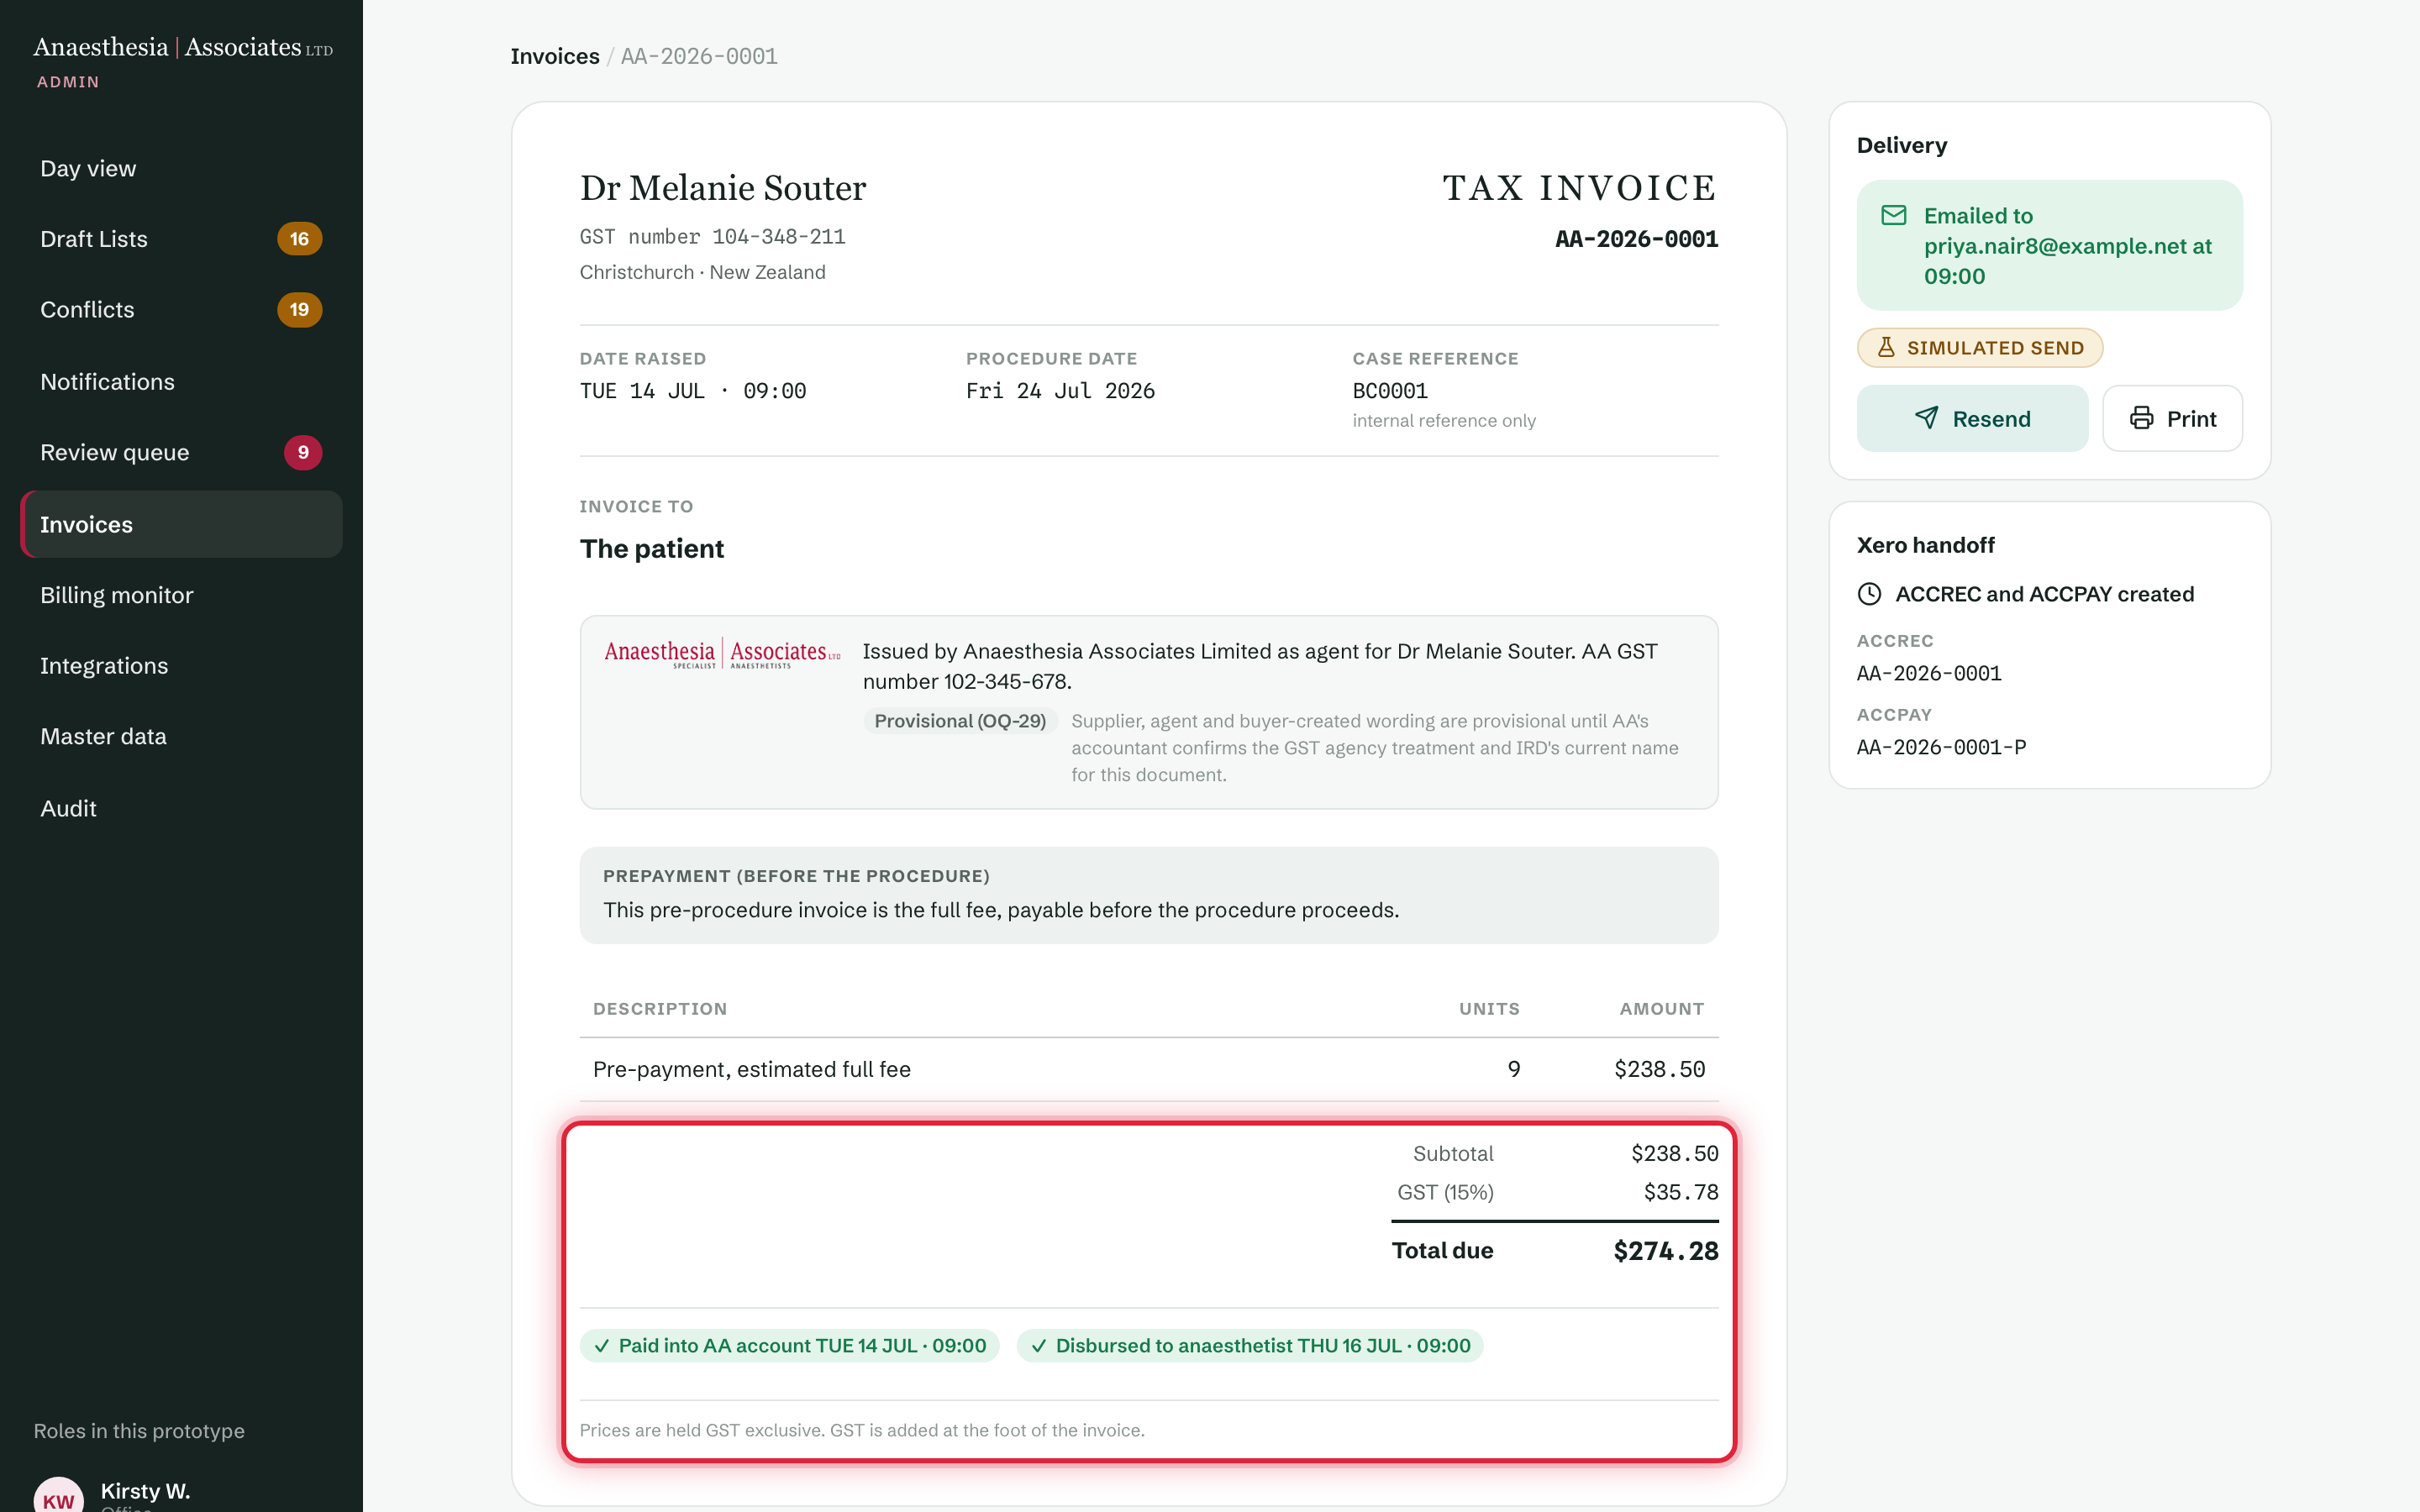 Anaesthesia | Associates LTD
ADMIN
Day view
Draft Lists 16
Conflicts 19
Notifications
Review queue 9
Invoices
Billing monitor
Integrations
Master data
Audit
Roles in this prototype
KW Kirsty W.
Invoices / AA-2026-0001
Dr Melanie Souter
GST number 104-348-211
Christchurch · New Zealand
TAX INVOICE
AA-2026-0001
DATE RAISED
TUE 14 JUL · 09:00
PROCEDURE DATE
Fri 24 Jul 2026
CASE REFERENCE
BC0001
internal reference only
INVOICE TO
The patient
Anaesthesia | Associates LTD
SPECIALIST ANAESTHETISTS
Issued by Anaesthesia Associates Limited as agent for Dr Melanie Souter. AA GST
number 102-345-678.
Provisional (OQ-29)
Supplier, agent and buyer-created wording are provisional until AA's
accountant confirms the GST agency treatment and IRD's current name
for this document.
PREPAYMENT (BEFORE THE PROCEDURE)
This pre-procedure invoice is the full fee, payable before the procedure proceeds.
DESCRIPTION UNITS AMOUNT
Pre-payment, estimated full fee 9 $238.50
Subtotal $238.50
GST (15%) $35.78
Total due $274.28
✓ Paid into AA account TUE 14 JUL · 09:00
✓ Disbursed to anaesthetist THU 16 JUL · 09:00
Prices are held GST exclusive. GST is added at the foot of the invoice.
Delivery
Emailed to
priya.nair8@example.net at
09:00
SIMULATED SEND
Resend
Print
Xero handoff
ACCREC and ACCPAY created
ACCREC
AA-2026-0001
ACCPAY
AA-2026-0001-P